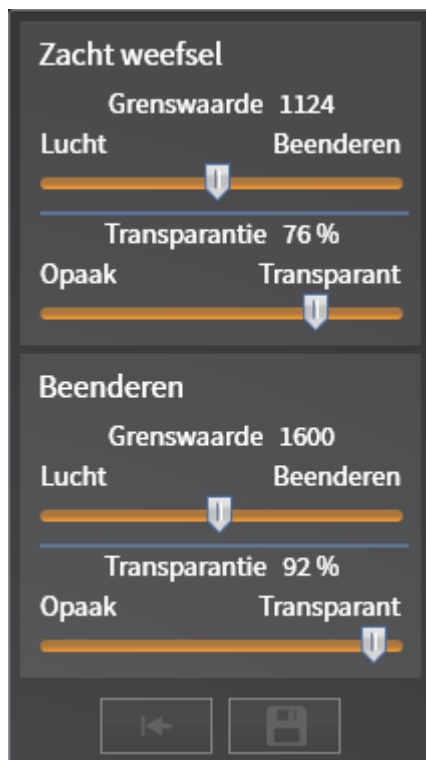 Zacht weefsel
Grenswaarde 1124
Lucht Beenderen
Transparantie 76 %
Opaak Transparant
Beenderen
Grenswaarde 1600
Lucht Beenderen
Transparantie 92 %
Opaak Transparant